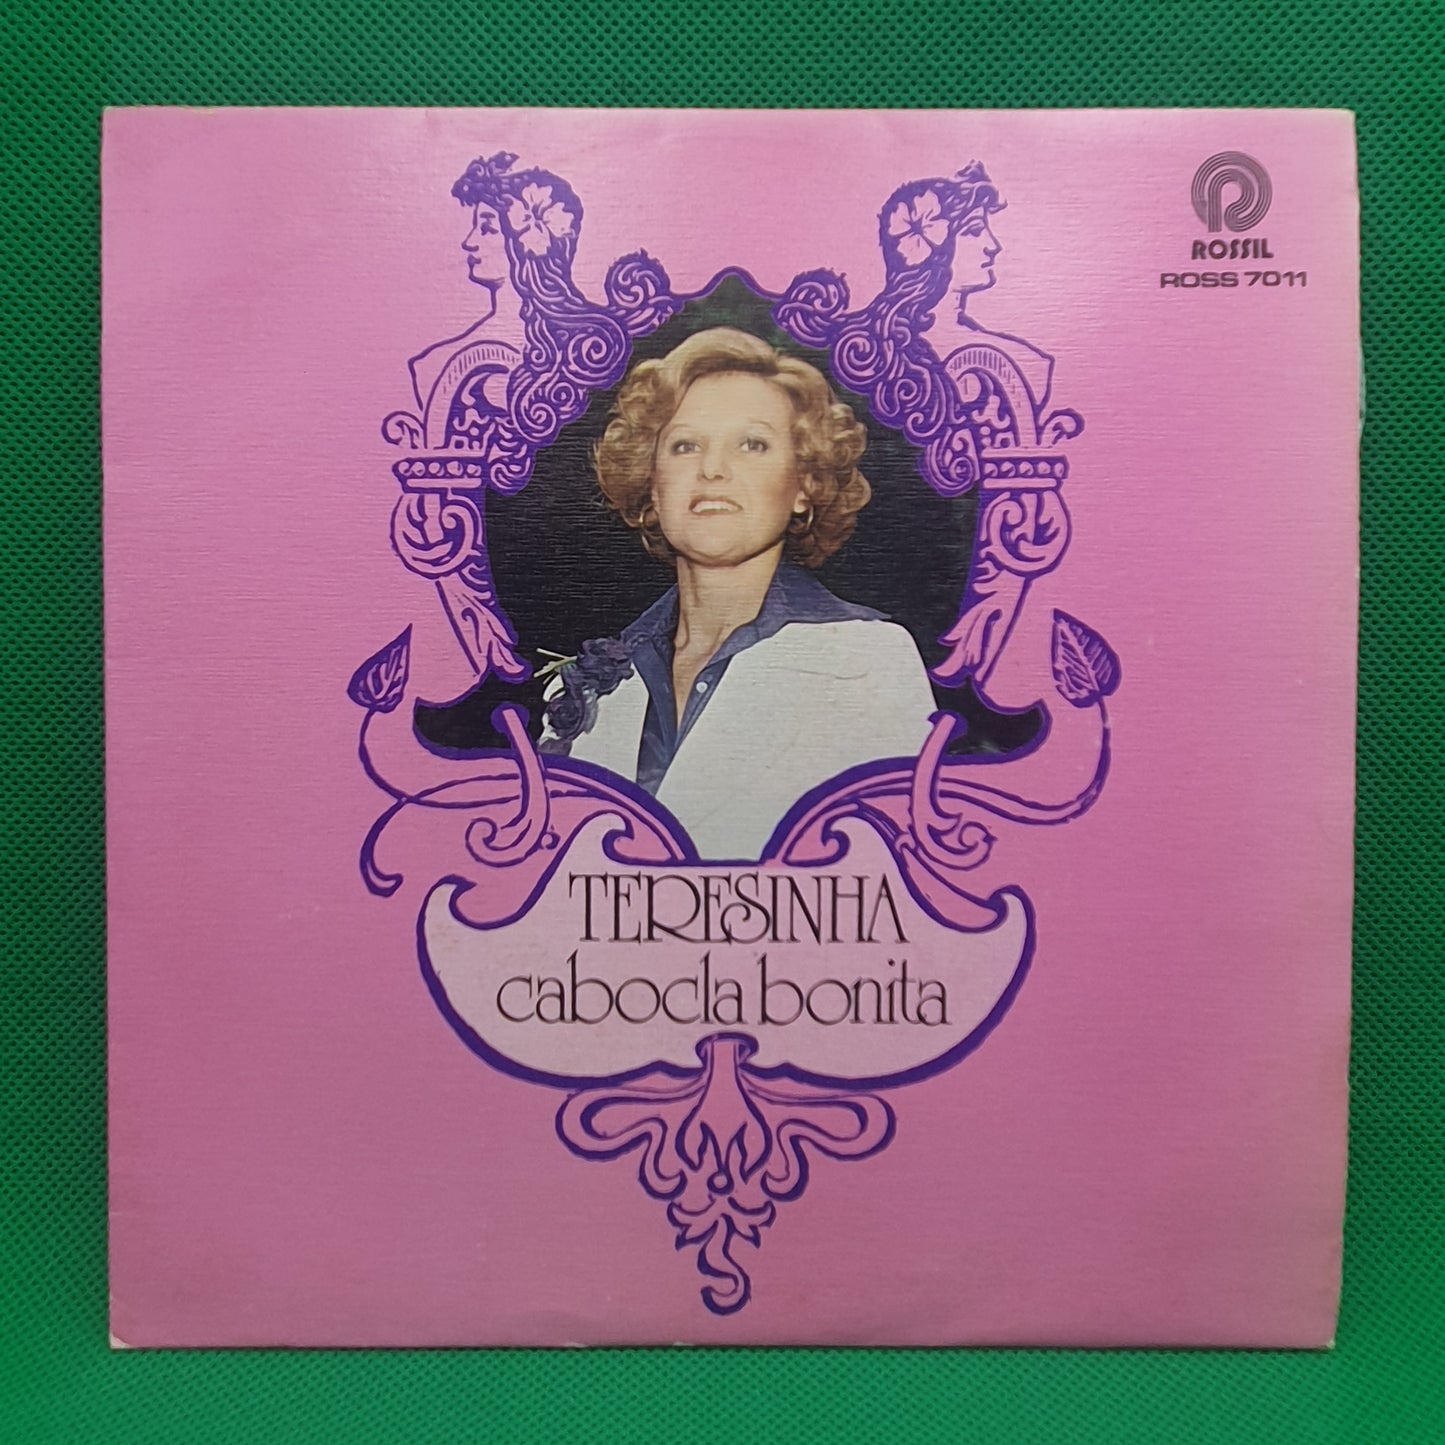 ROSSIL
ROSS 7011
TERESINHA
cabocla bonita